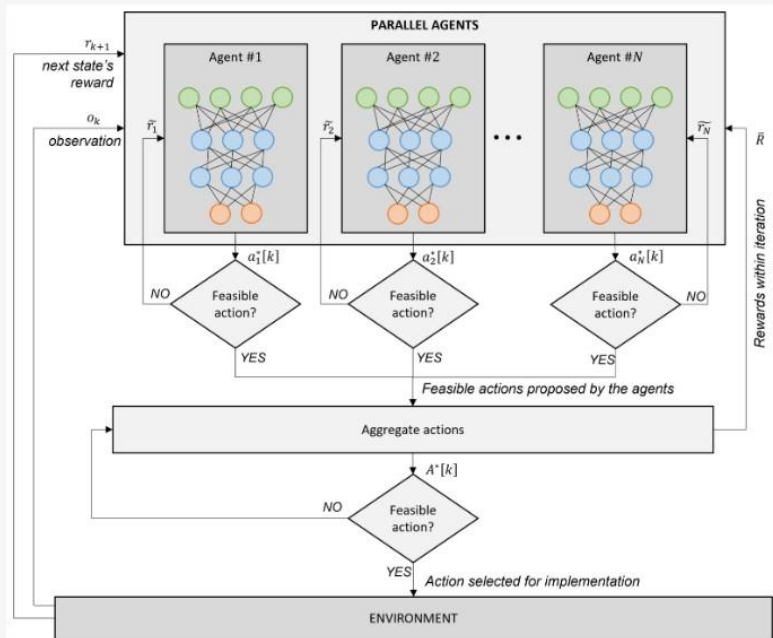 PARALLEL AGENTS
r_{k+1}
next state's
reward
o_k
observation
Agent #1
Agent #2
Agent #N
r̃_1
r̃_2
• • •
r̃_N
R̄
Rewards within iteration
a_1^*[k]
a_2^*[k]
a_N^*[k]
NO
Feasible
action?
NO
Feasible
action?
Feasible
action?
NO
YES
YES
YES
Feasible actions proposed by the agents
Aggregate actions
A^*[k]
NO
Feasible
action?
YES
Action selected for implementation
ENVIRONMENT